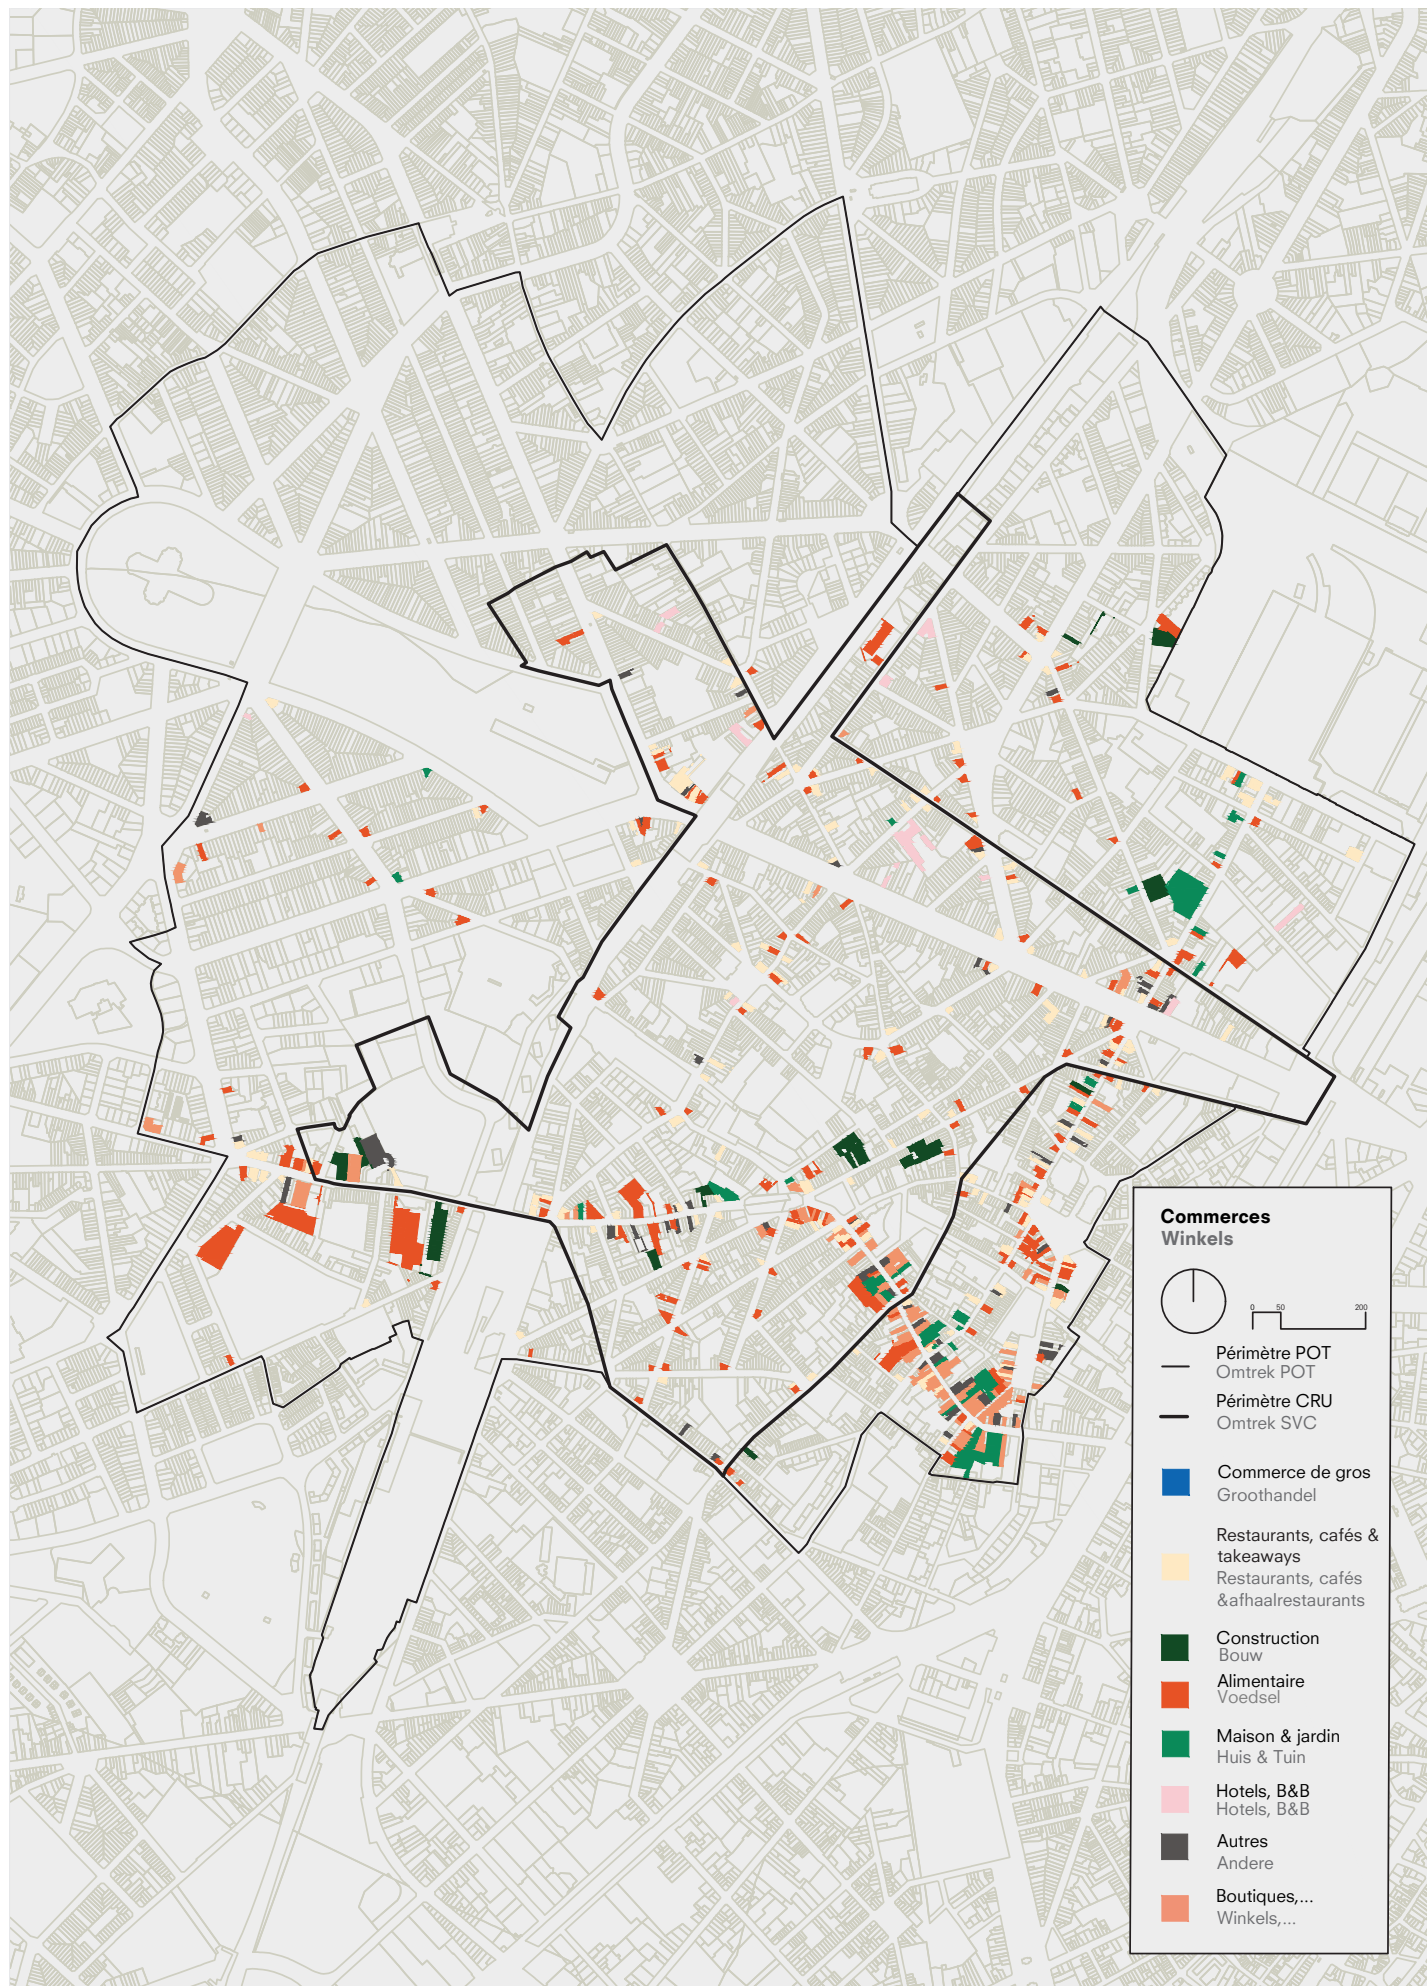 Commerces
Winkels
0 50 200
Périmètre POT
Omtrek POT
Périmètre CRU
Omtrek SVC
Commerce de gros
Groothandel
Restaurants, cafés &
takeaways
Restaurants, cafés
&afhaalrestaurants
Construction
Bouw
Alimentaire
Voedsel
Maison & jardin
Huis & Tuin
Hotels, B&B
Hotels, B&B
Autres
Andere
Boutiques,...
Winkels,...